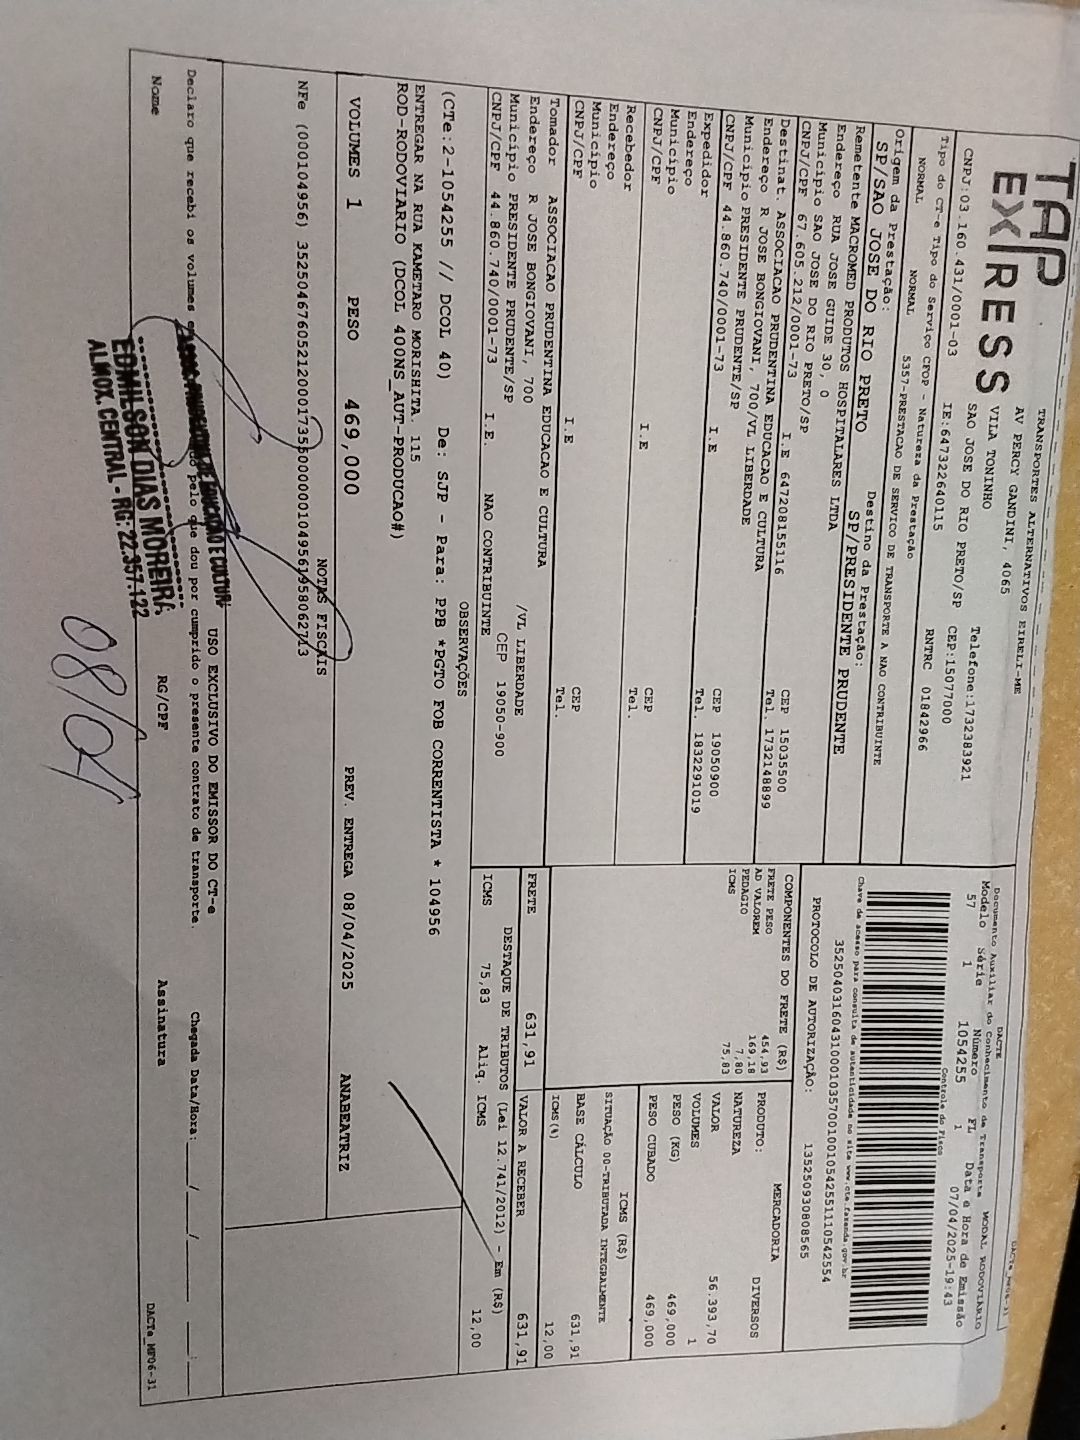 TAP EXPRESS
TRANSPORTES ALTERNATIVOS EIRELI-ME
AV PERCY GANDINI, 4065
VILA TONINHO
SAO JOSE DO RIO PRETO/SP
Telefone:1732383921
CEP:15077000
CNPJ:03.160.431/0001-03 IE:647322640115 RNTRC 01842966
Tipo do CT-e Tipo do Serviço CFOP - Natureza da Prestação
NORMAL NORMAL 5357-PRESTACAO DE SERVICO DE TRANSPORTE A NAO CONTRIBUINTE
Origem da Prestação: Destino da Prestação:
SP/SAO JOSE DO RIO PRETO SP/PRESIDENTE PRUDENTE
Remetente MACROMED PRODUTOS HOSPITALARES LTDA
Endereço RUA JOSE GUIDE 30, 0
Município SAO JOSE DO RIO PRETO/SP CEP 15035500
CNPJ/CPF 67.605.212/0001-73 I.E 647208155116 Tel. 1732148899
Destinat. ASSOCIACAO PRUDENTINA EDUCACAO E CULTURA
Endereço R JOSE BONGIOVANI, 700/VL LIBERDADE
Município PRESIDENTE PRUDENTE/SP CEP 19050900
CNPJ/CPF 44.860.740/0001-73 I.E. Tel. 1832291019
Expedidor
Endereço
Município CEP
CNPJ/CPF I.E Tel.
Recebedor
Endereço
Município CEP
CNPJ/CPF I.E Tel.
Tomador ASSOCIACAO PRUDENTINA EDUCACAO E CULTURA
Endereço R JOSE BONGIOVANI, 700 /VL LIBERDADE
Município PRESIDENTE PRUDENTE/SP CEP 19050-900
CNPJ/CPF 44.860.740/0001-73 I.E. NAO CONTRIBUINTE
DACTE
Documento Auxiliar do Conhecimento de Transporte MODAL RODOVIÁRIO
Modelo Série Número FL Data e Hora de Emissão
57 1 1054255 1 07/04/2025-19:43
Controle do Fisco
Chave de acesso para consulta de autenticidade no site www.cte.fazenda.gov.br
35250403160431000103570010010542551110542554
PROTOCOLO DE AUTORIZAÇÃO: 135250930808565
COMPONENTES DO FRETE (R$)
FRETE PESO 454,93
AD VALOREM 169,18
PEDAGIO 7,80
ICMS 75,83
FRETE 631,91
MERCADORIA
PRODUTO: DIVERSOS
NATUREZA
VALOR 56.393,70
VOLUMES 1
PESO (KG) 469,000
PESO CUBADO 469,000
ICMS (R$)
SITUAÇÃO 00-TRIBUTADA INTEGRALMENTE
BASE CÁLCULO 631,91
ICMS(%) 12,00
VALOR A RECEBER 631,91
DESTAQUE DE TRIBUTOS (Lei 12.741/2012) - Em (R$)
ICMS 75,83 Aliq. ICMS 12,00
OBSERVAÇÕES
(CTe:2-1054255 // DCOL 40) De: SJP - Para: PPB *PGTO FOB CORRENTISTA * 104956
ENTREGAR NA RUA KAMETARO MORISHITA. 115
ROD-RODOVIARIO (DCOL 400NS_AUT-PRODUCAO#)
VOLUMES 1 PESO 469,000 PREV. ENTREGA 08/04/2025 ANABEATRIZ
NOTAS FISCAIS
NFe (000104956)
USO EXCLUSIVO DO EMISSOR DO CT-e
Declaro que recebi os volumes pelo que dou por cumprido o presente contrato de transporte. Chegada Data/Hora: __/__/____ __:__
Nome RG/CPF Assinatura
EDMILSON DIAS MOREIRA
ALMOX. CENTRAL - RG: 22.357.122
08/04
DACTe_MF06-31